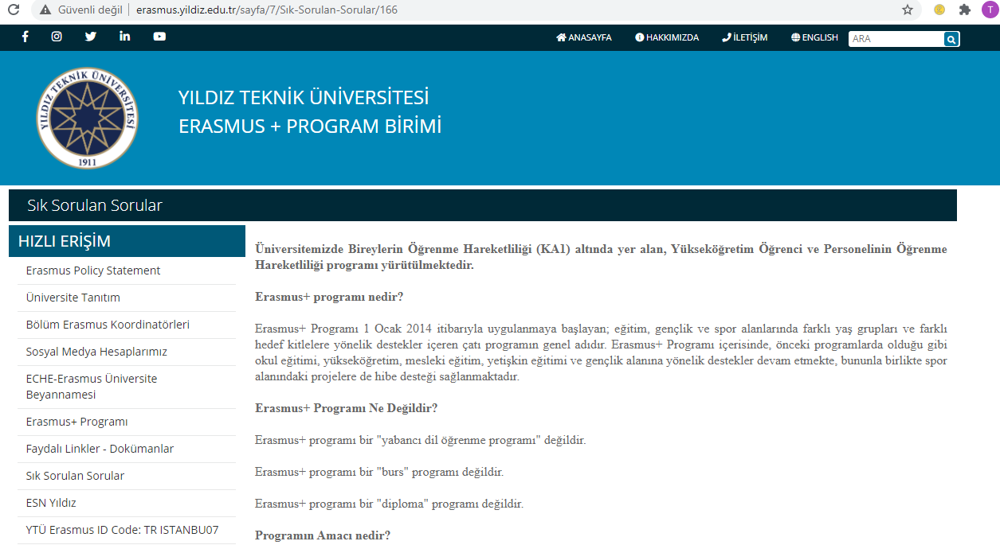 Güvenli değil
erasmus.yildiz.edu.tr/sayfa/7/Sık-Sorulan-Sorular/166
T
ANASAYFA
HAKKIMIZDA
İLETİŞİM
ENGLISH
ARA
YILDIZ TEKNİK ÜNİVERSİTESİ
1911
YILDIZ TEKNİK ÜNİVERSİTESİ
ERASMUS + PROGRAM BİRİMİ
Sık Sorulan Sorular
HIZLI ERİŞİM
Erasmus Policy Statement
Üniversite Tanıtım
Bölüm Erasmus Koordinatörleri
Sosyal Medya Hesaplarımız
ECHE-Erasmus Üniversite
Beyannamesi
Erasmus+ Programı
Faydalı Linkler - Dokümanlar
Sık Sorulan Sorular
ESN Yıldız
YTÜ Erasmus ID Code: TR ISTANBU07
Üniversitemizde Bireylerin Öğrenme Hareketliliği (KA1) altında yer alan, Yükseköğretim Öğrenci ve Personelinin Öğrenme
Hareketliliği programı yürütülmektedir.
Erasmus+ programı nedir?
Erasmus+ Programı 1 Ocak 2014 itibarıyla uygulanmaya başlayan; eğitim, gençlik ve spor alanlarında farklı yaş grupları ve farklı
hedef kitlelere yönelik destekler içeren çatı programın genel adıdır. Erasmus+ Programı içerisinde, önceki programlarda olduğu gibi
okul eğitimi, yükseköğretim, mesleki eğitim, yetişkin eğitimi ve gençlik alanına yönelik destekler devam etmekte, bununla birlikte spor
alanındaki projelere de hibe desteği sağlanmaktadır.
Erasmus+ Programı Ne Değildir?
Erasmus+ programı bir "yabancı dil öğrenme programı" değildir.
Erasmus+ programı bir "burs" programı değildir.
Erasmus+ programı bir "diploma" programı değildir.
Programın Amacı nedir?